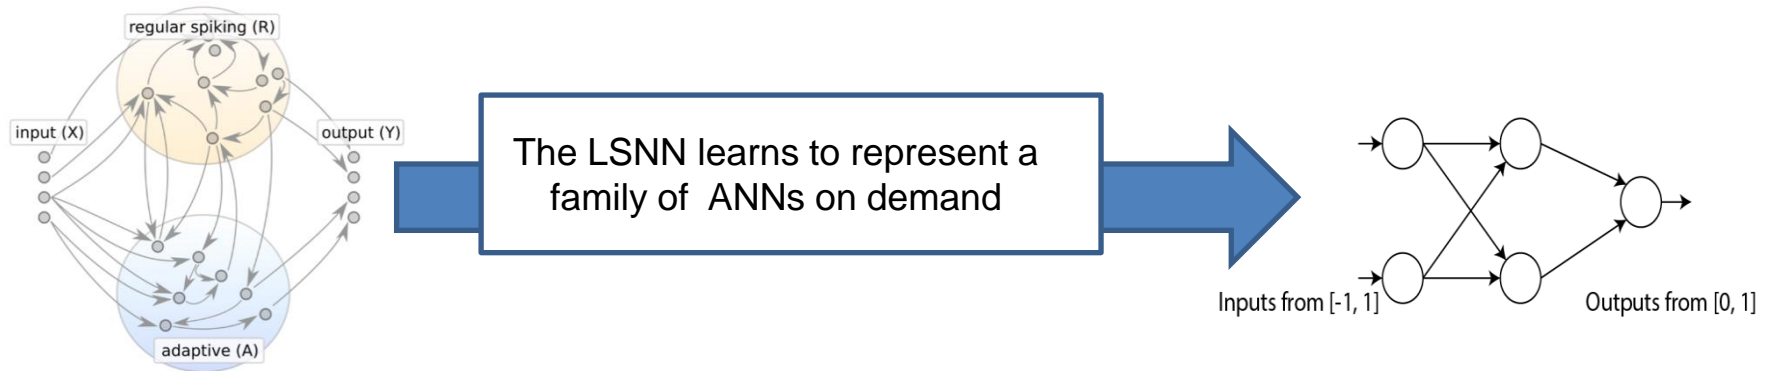 regular spiking (R)
input (X)
output (Y)
adaptive (A)
The LSNN learns to represent a
family of ANNs on demand
Inputs from [-1, 1]
Outputs from [0, 1]